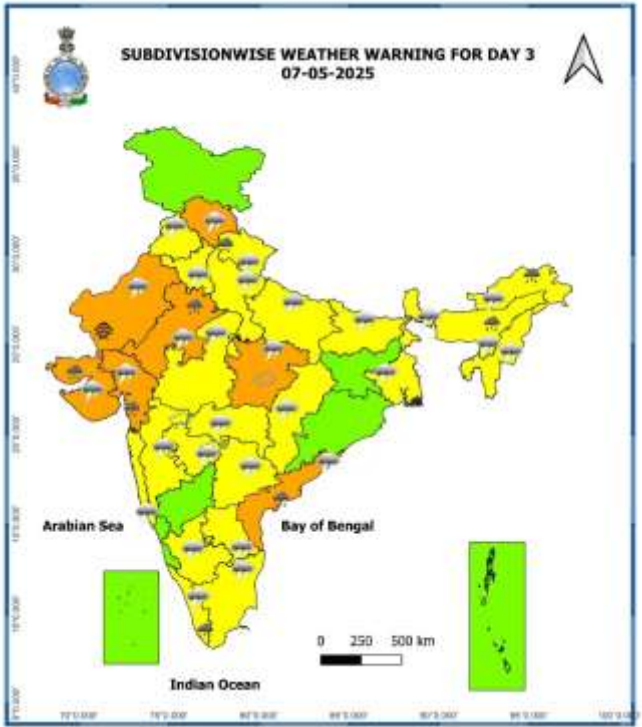 SUBDIVISIONWISE WEATHER WARNING FOR DAY 3
07-05-2025
Arabian Sea
Bay of Bengal
0 250 500 km
Indian Ocean